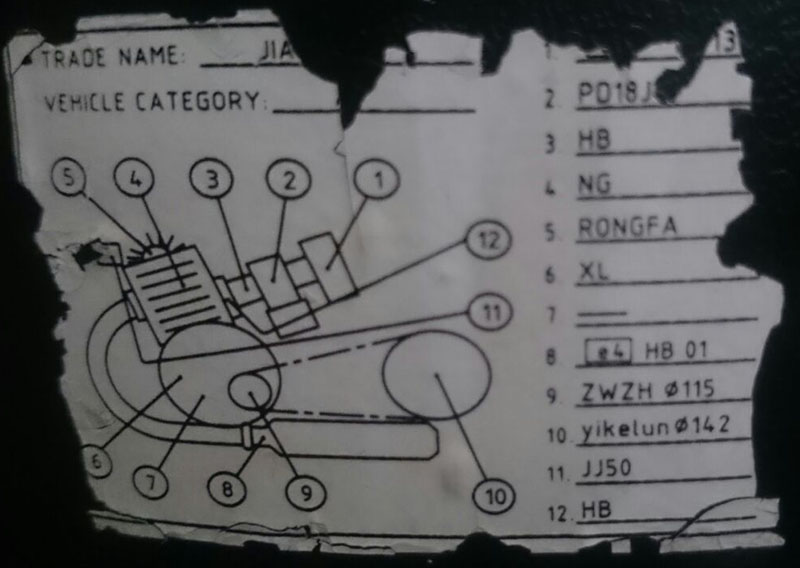 TRADE NAME:
VEHICLE CATEGORY:
5 4 3 2 1
12
11
6 7 8 9 10
1 13
2 PD18J
3 HB
4 NG
5. RONGFA
6 XL
7 —
8 e4 HB 01
9. ZWZH Ø115
10. yikelun Ø142
11. JJ50
12. HB